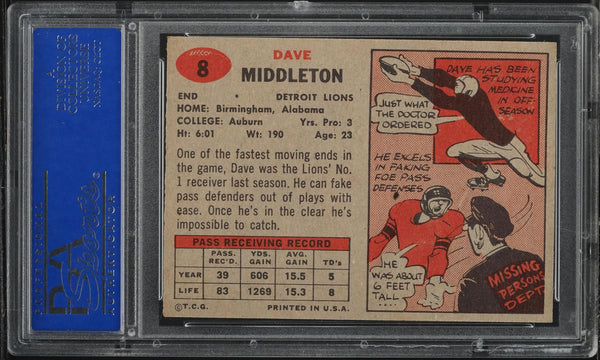 8
DAVE
MIDDLETON
END • DETROIT LIONS
HOME: Birmingham, Alabama
COLLEGE: Auburn Yrs. Pro: 3
Ht: 6:01 Wt: 190 Age: 23
One of the fastest moving ends in
the game, Dave was the Lions' No.
1 receiver last season. He can fake
pass defenders out of plays with
ease. Once he's in the clear he's
impossible to catch.
PASS RECEIVING RECORD
PASS. REC'D. YDS. GAIN AVG. GAIN TD's
YEAR 39 606 15.5 5
LIFE 83 1269 15.3 8
©T.C.G. PRINTED IN U.S.A.
DAVE HAS BEEN
STUDYING
MEDICINE
IN OFF-
SEASON
JUST WHAT
THE DOCTOR
ORDERED
HE EXCELS
IN FAKING
FOE PASS
DEFENSES
HE
WAS ABOUT
6 FEET
TALL....
MISSING
PERSONS
DEPT.
PSA